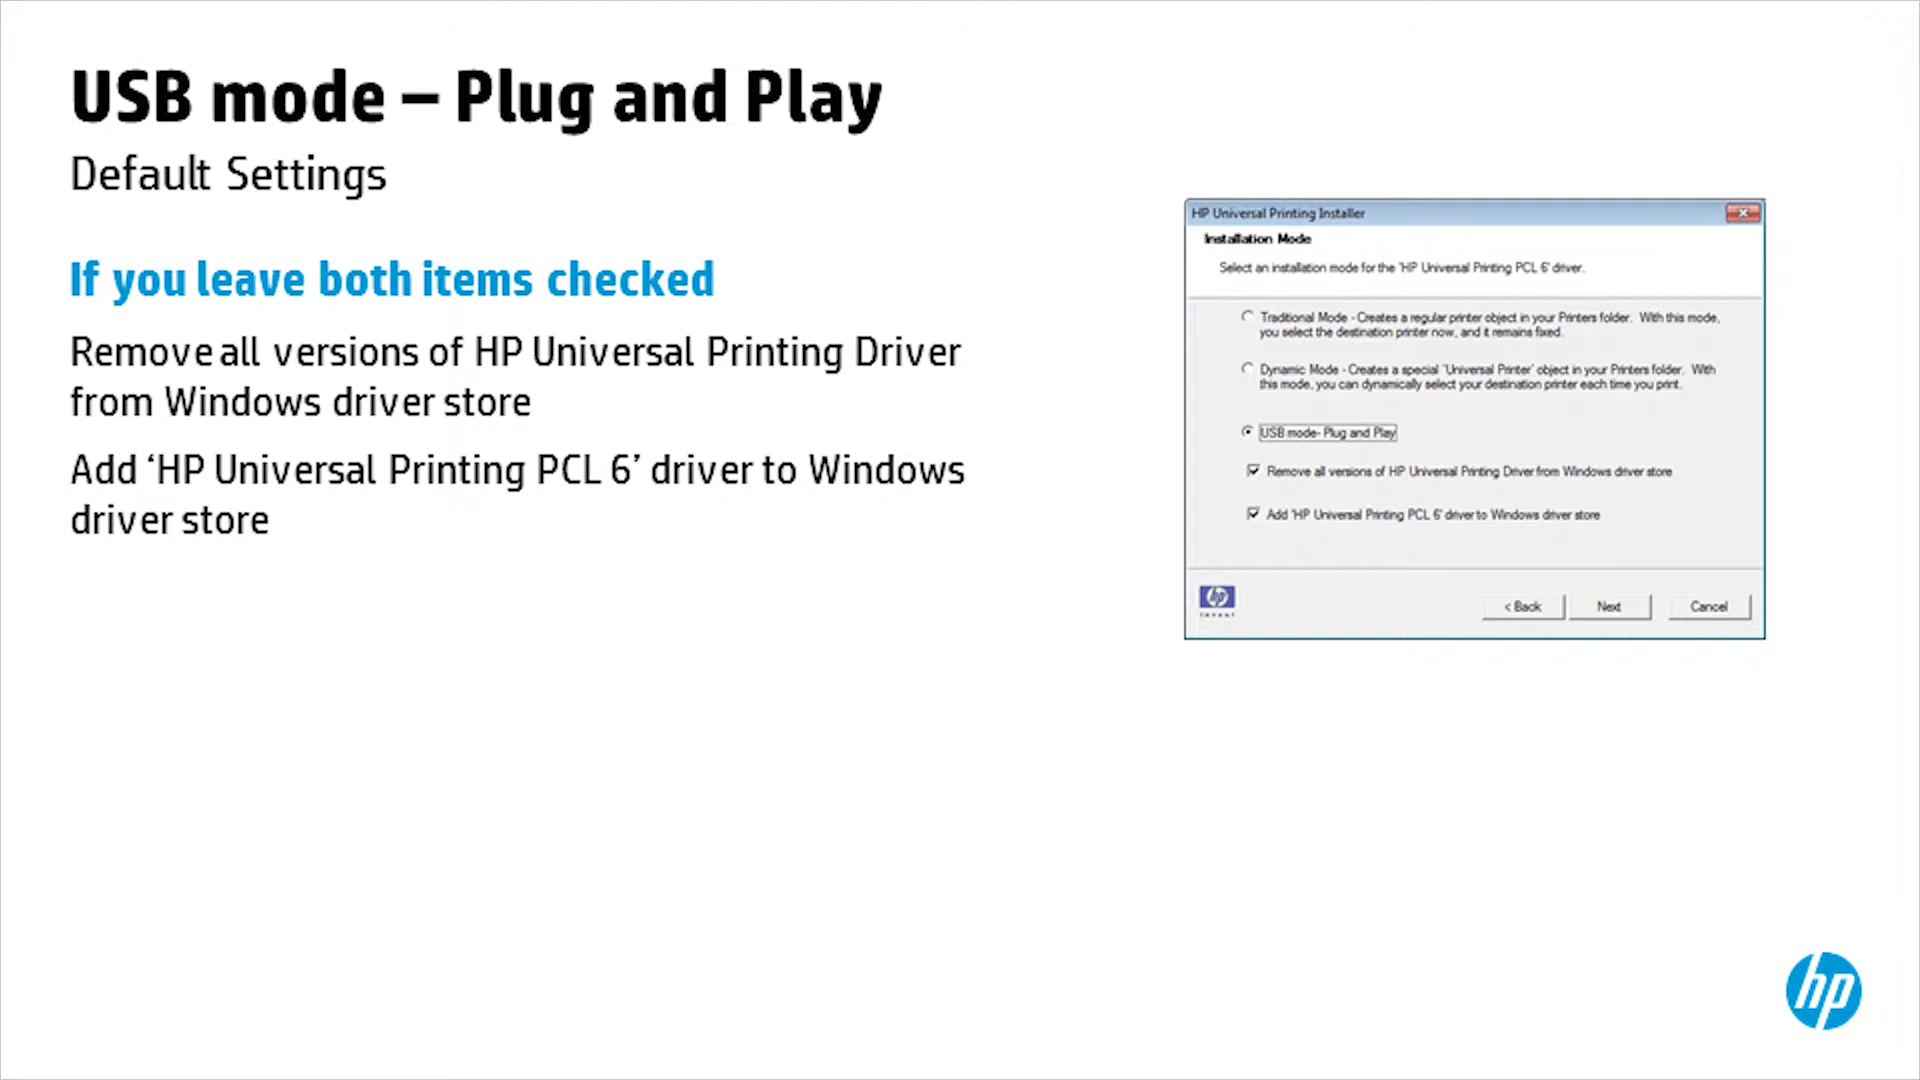 USB mode – Plug and Play
Default Settings
If you leave both items checked
Remove all versions of HP Universal Printing Driver
from Windows driver store
Add ‘HP Universal Printing PCL 6’ driver to Windows
driver store
HP Universal Printing Installer
Installation Mode
Select an installation mode for the 'HP Universal Printing PCL 6' driver.
Traditional Mode - Creates a regular printer object in your Printers folder. With this mode,
you select the destination printer now, and it remains fixed.
Dynamic Mode - Creates a special 'Universal Printer' object in your Printers folder. With
this mode, you can dynamically select your destination printer each time you print.
USB mode- Plug and Play
Remove all versions of HP Universal Printing Driver from Windows driver store
Add 'HP Universal Printing PCL 6' driver to Windows driver store
hp
invent
< Back
Next
Cancel
hp